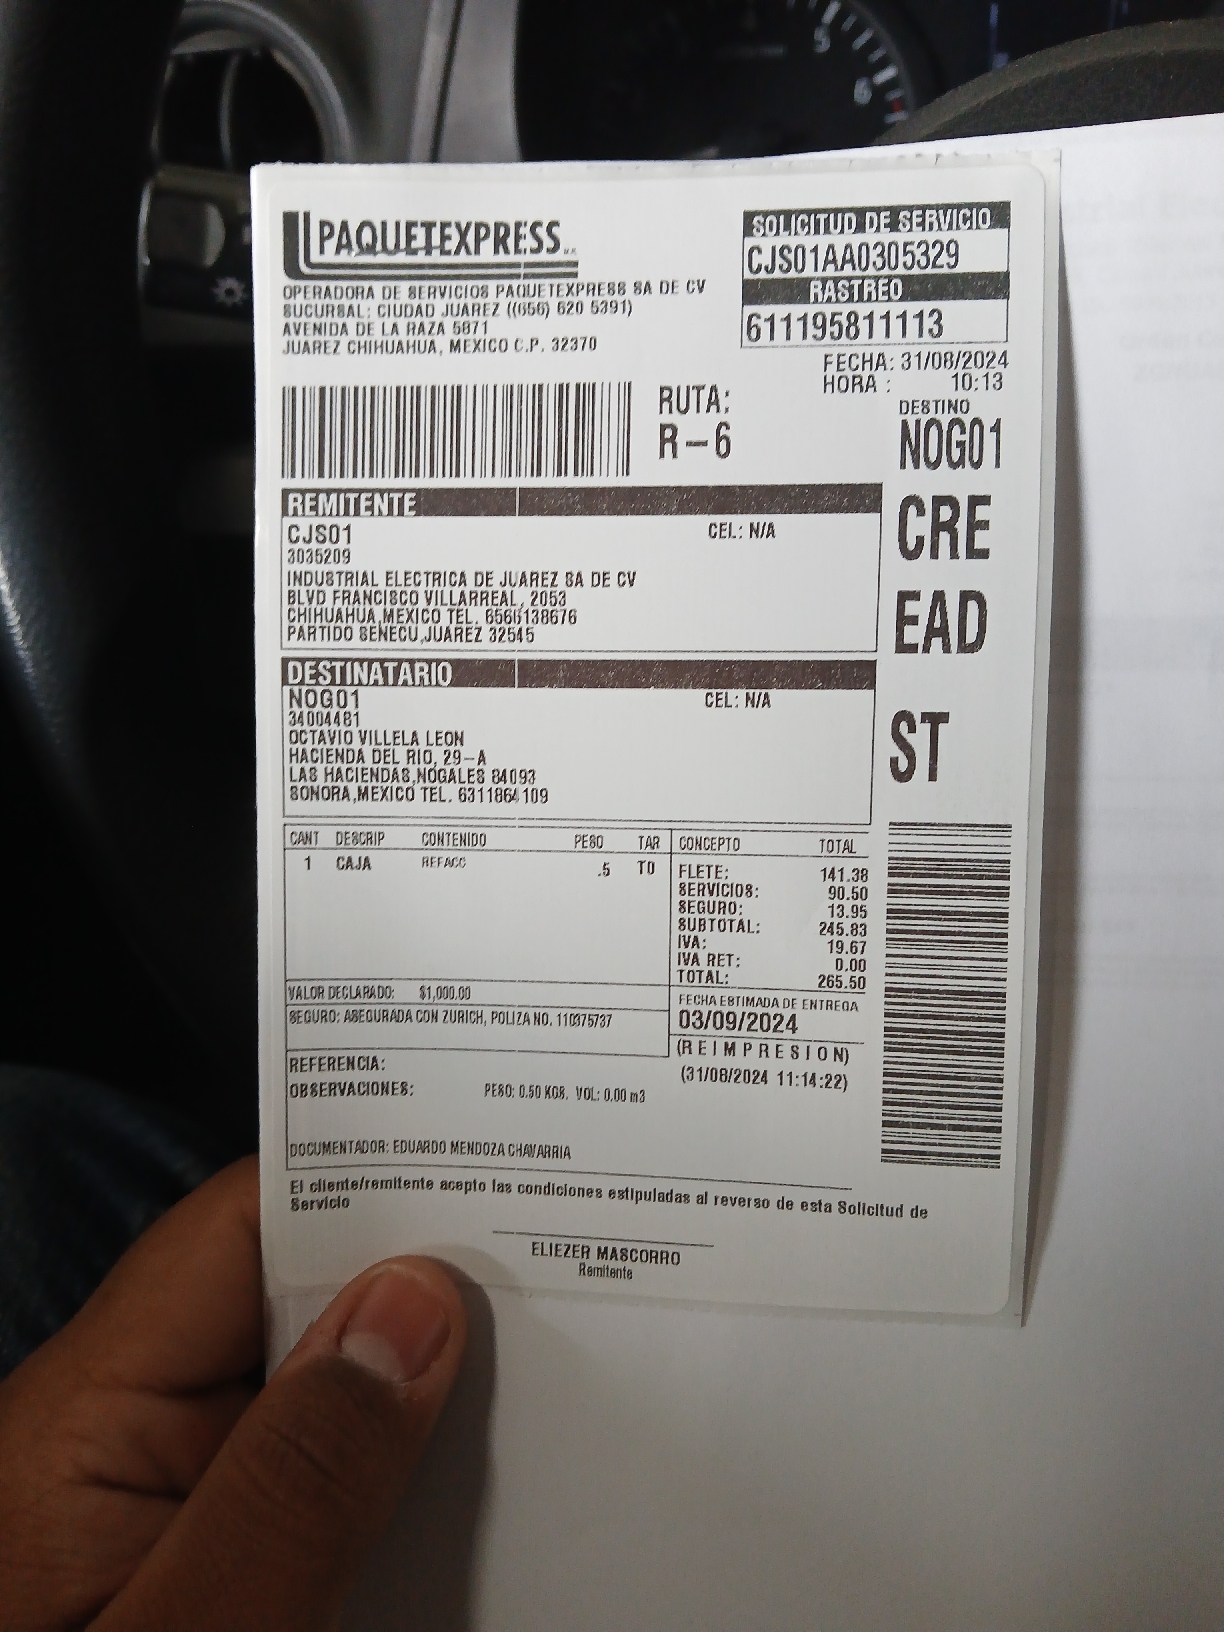 5
6
PAQUETEXPRESS
SOLICITUD DE SERVICIO
CJS01AA0305329
RASTREO
611195811113
OPERADORA DE SERVICIOS PAQUETEXPRESS SA DE CV
SUCURSAL: CIUDAD JUAREZ ((656) 620 5391)
AVENIDA DE LA RAZA 5871
JUAREZ CHIHUAHUA, MEXICO C.P. 32370
FECHA: 31/08/2024
HORA : 10:13
RUTA:
R-6
DESTINO
NOG01
CRE
EAD
ST
REMITENTE
CJS01 CEL: N/A
3035209
INDUSTRIAL ELECTRICA DE JUAREZ SA DE CV
BLVD FRANCISCO VILLARREAL, 2053
CHIHUAHUA,MEXICO TEL. 6566138676
PARTIDO SENECU,JUAREZ 32545
DESTINATARIO
NOG01 CEL: N/A
34004481
OCTAVIO VILLELA LEON
HACIENDA DEL RIO, 29-A
LAS HACIENDAS,NOGALES 84093
SONORA,MEXICO TEL. 6311864109
CANT DESCRIP CONTENIDO PESO TAR
1 CAJA REFACC .5 T0
CONCEPTO TOTAL
FLETE: 141.38
SERVICIOS: 90.50
SEGURO: 13.95
SUBTOTAL: 245.83
IVA: 19.67
IVA RET: 0.00
TOTAL: 265.50
VALOR DECLARADO: $1,000.00
SEGURO: ASEGURADA CON ZURICH, POLIZA NO. 110375737
FECHA ESTIMADA DE ENTREGA
03/09/2024
(REIMPRESION)
(31/08/2024 11:14:22)
REFERENCIA:
OBSERVACIONES: PESO: 0.50 KGS. VOL: 0.00 m3
DOCUMENTADOR: EDUARDO MENDOZA CHAVARRIA
El cliente/remitente acepto las condiciones estipuladas al reverso de esta Solicitud de
Servicio
ELIEZER MASCORRO
Remitente